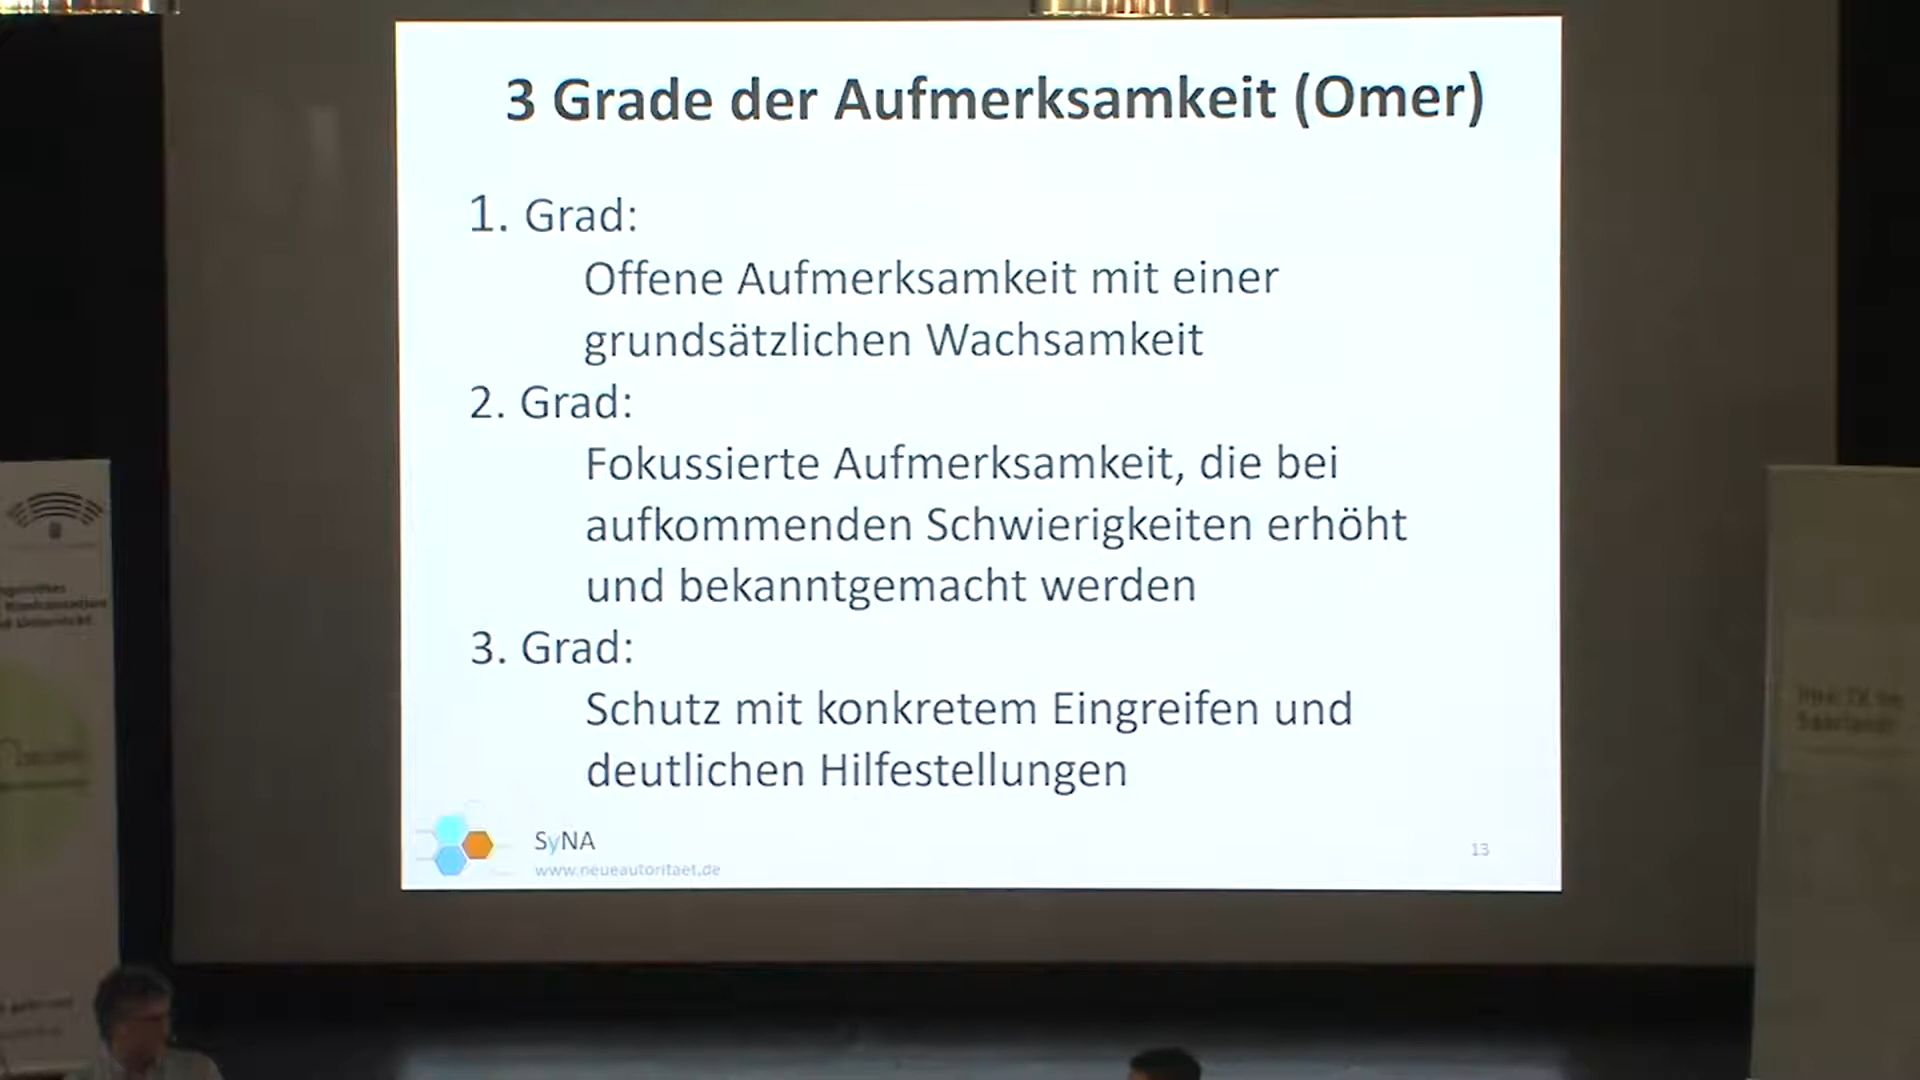 3 Grade der Aufmerksamkeit (Omer)
1. Grad:
Offene Aufmerksamkeit mit einer
grundsätzlichen Wachsamkeit
2. Grad:
Fokussierte Aufmerksamkeit, die bei
aufkommenden Schwierigkeiten erhöht
und bekanntgemacht werden
3. Grad:
Schutz mit konkretem Eingreifen und
deutlichen Hilfestellungen
SyNA
www.neueautoritaet.de
13